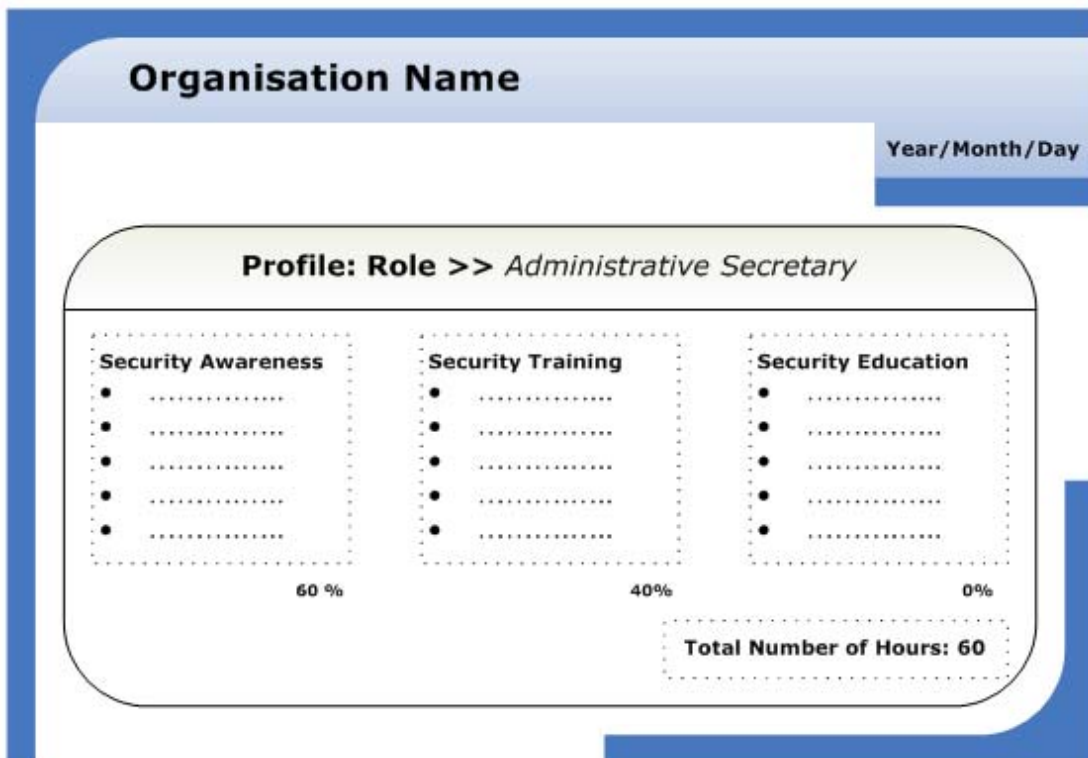 Organisation Name
Year/Month/Day
Profile: Role >> Administrative Secretary
Security Awareness
• ...............
• ...............
• ...............
• ...............
• ...............
60 %
Security Training
• ...............
• ...............
• ...............
• ...............
• ...............
40%
Security Education
• ...............
• ...............
• ...............
• ...............
• ...............
0%
Total Number of Hours: 60